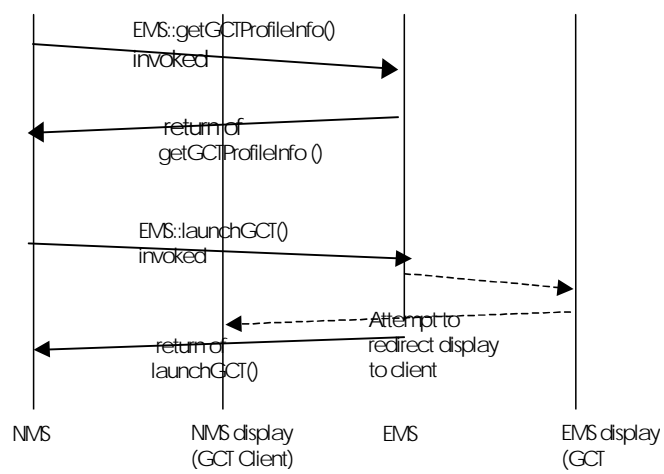 EMS::getGCTProfileInfo()
invoked
return of
getGCTProfileInfo ()
EMS::launchGCT()
invoked
Attempt to
redirect display
to client
return of
launchGCT()
NMS
NMS display
(GCT Client)
EMS
EMS display
(GCT